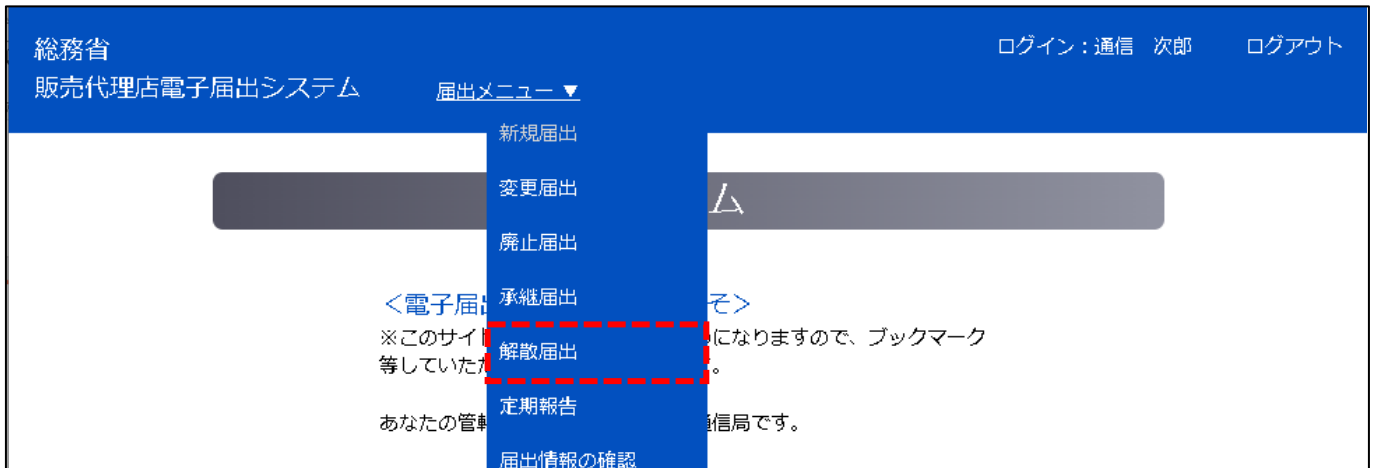 総務省
販売代理店電子届出システム
届出メニュー ▼
ログイン：通信 次郎
ログアウト
新規届出
変更届出
廃止届出
承継届出
解散届出
定期報告
届出情報の確認
ム
＜電子届 そ＞
※このサイ になりますので、ブックマーク
等していた 。
あなたの管 信局です。